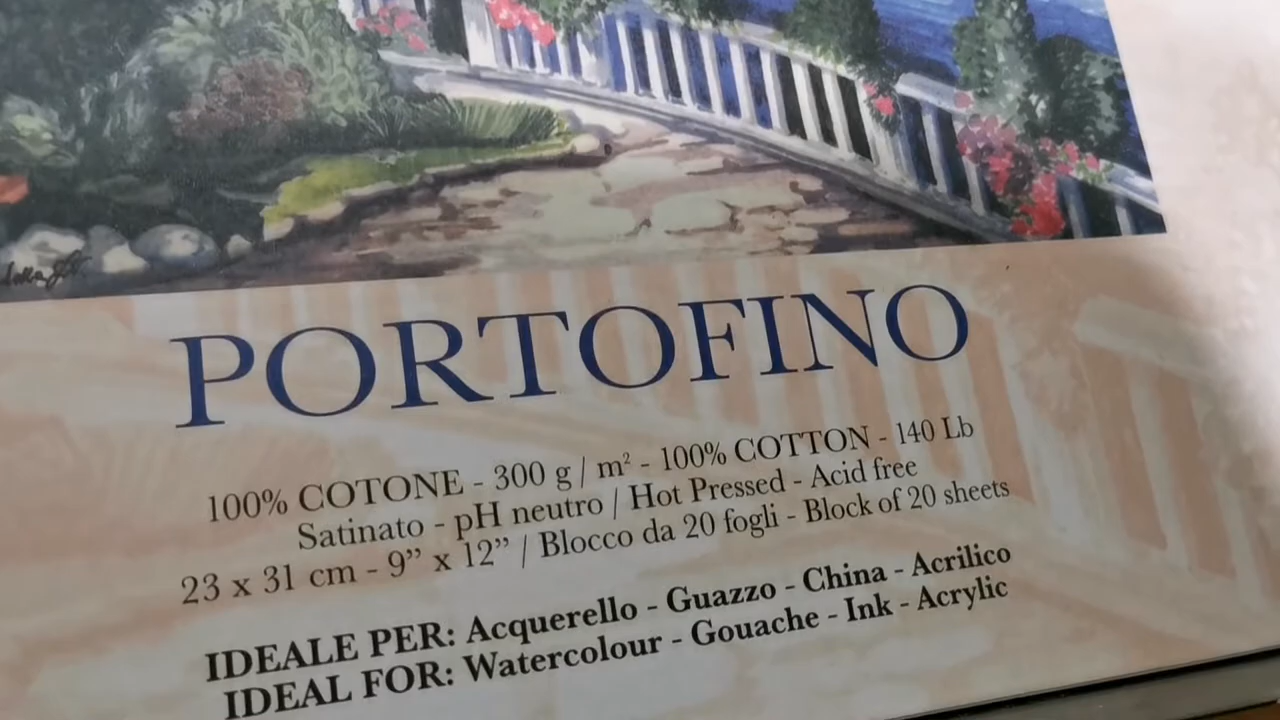 PORTOFINO
100% COTONE - 300 g / m² - 100% COTTON - 140 Lb
Satinato - pH neutro / Hot Pressed - Acid free
23 x 31 cm - 9” x 12” / Blocco da 20 fogli - Block of 20 sheets
IDEALE PER: Acquerello - Guazzo - China - Acrilico
IDEAL FOR: Watercolour - Gouache - Ink - Acrylic